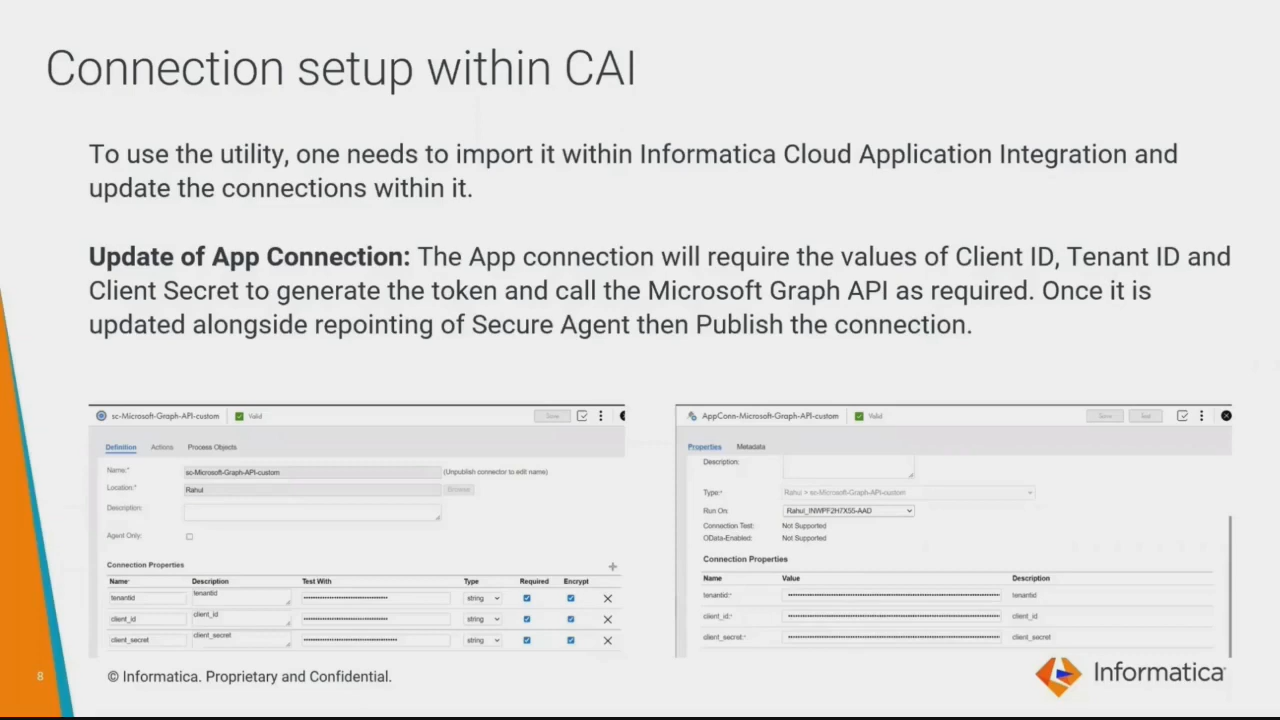 Connection setup within CAI
To use the utility, one needs to import it within Informatica Cloud Application Integration and
update the connections within it.
Update of App Connection: The App connection will require the values of Client ID, Tenant ID and
Client Secret to generate the token and call the Microsoft Graph API as required. Once it is
updated alongside repointing of Secure Agent then Publish the connection.
sc-Microsoft-Graph-API-custom Valid Save
Definition Actions Process Objects
Name:* sc-Microsoft-Graph-API-custom (Unpublish connector to edit name)
Location:* Rahul Browse
Description:
Agent Only:
Connection Properties
Name* Description Test With Type Required Encrypt
tenantid tenantid string
client_id client_id string
client_secret client_secret string
AppConn-Microsoft-Graph-API-custom Valid Save Test
Properties Metadata
Description:
Type:* Rahul > sc-Microsoft-Graph-API-custom
Run On: Rahul_INWPF2H7X55-AAD
Connection Test: Not Supported
OData-Enabled: Not Supported
Connection Properties
Name Value Description
tenantid:* tenantid
client_id:* client_id
client_secret:* client_secret
8
© Informatica. Proprietary and Confidential.
Informatica